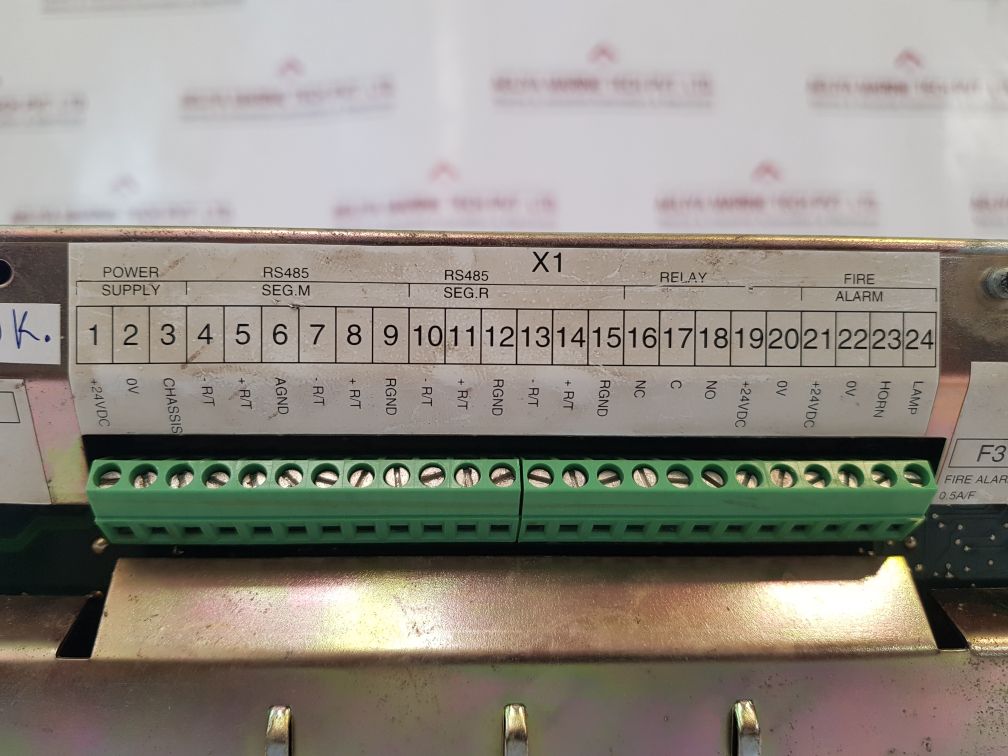 X1
POWER SUPPLY
RS485 SEG.M
RS485 SEG.R
RELAY
FIRE ALARM
1 2 3 4 5 6 7 8 9 10 11 12 13 14 15 16 17 18 19 20 21 22 23 24
+24VDC 0V CHASSIS - R/T + R/T AGND - R/T + R/T RGND - R/T + R/T RGND - R/T + R/T RGND NC C NO +24VDC 0V +24VDC 0V HORN LAMP
K.
F3
FIRE ALAR
0.5A/F